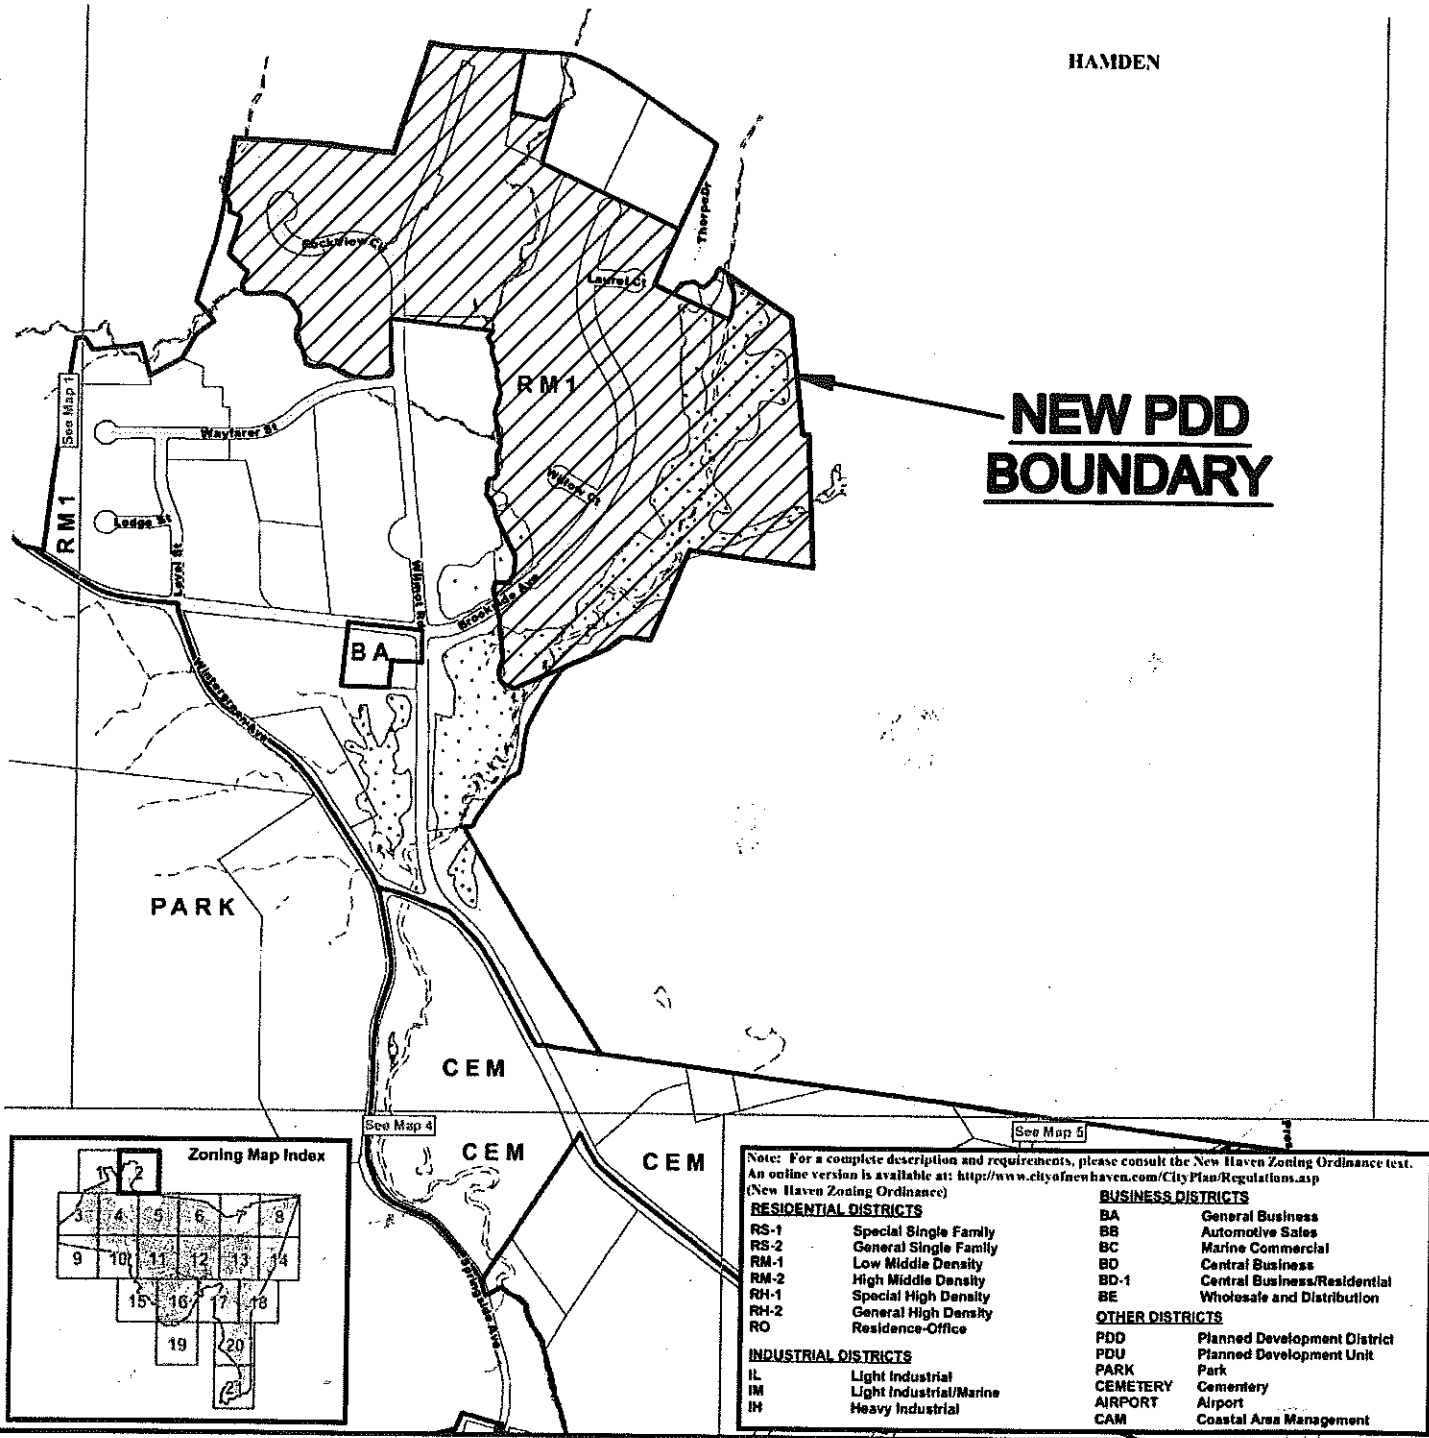 HAMDEN
Thorpe Dr
Rockview Cir
Laurel Ct
RM1
See Map 1
NEW PDD
BOUNDARY
Wayfarer St
Willow Ct
RM1
Ledge St
Level St
Wilmot Rd
Brookside Ave
BA
Wintergreen Ave
PARK
CEM
See Map 4
See Map 5
CEM
CEM
Springside Ave
Zoning Map Index
1 2
3 4 5 6 7 8
9 10 11 12 13 14
15 16 17 18
19 20
21
Note: For a complete description and requirements, please consult the New Haven Zoning Ordinance text.
An online version is available at: http://www.cityofnewhaven.com/CityPlan/Regulations.asp
(New Haven Zoning Ordinance)
RESIDENTIAL DISTRICTS
RS-1 Special Single Family
RS-2 General Single Family
RM-1 Low Middle Density
RM-2 High Middle Density
RH-1 Special High Density
RH-2 General High Density
RO Residence-Office
INDUSTRIAL DISTRICTS
IL Light Industrial
IM Light Industrial/Marine
IH Heavy Industrial
BUSINESS DISTRICTS
BA General Business
BB Automotive Sales
BC Marine Commercial
BD Central Business
BD-1 Central Business/Residential
BE Wholesale and Distribution
OTHER DISTRICTS
PDD Planned Development District
PDU Planned Development Unit
PARK Park
CEMETERY Cementery
AIRPORT Airport
CAM Coastal Area Management